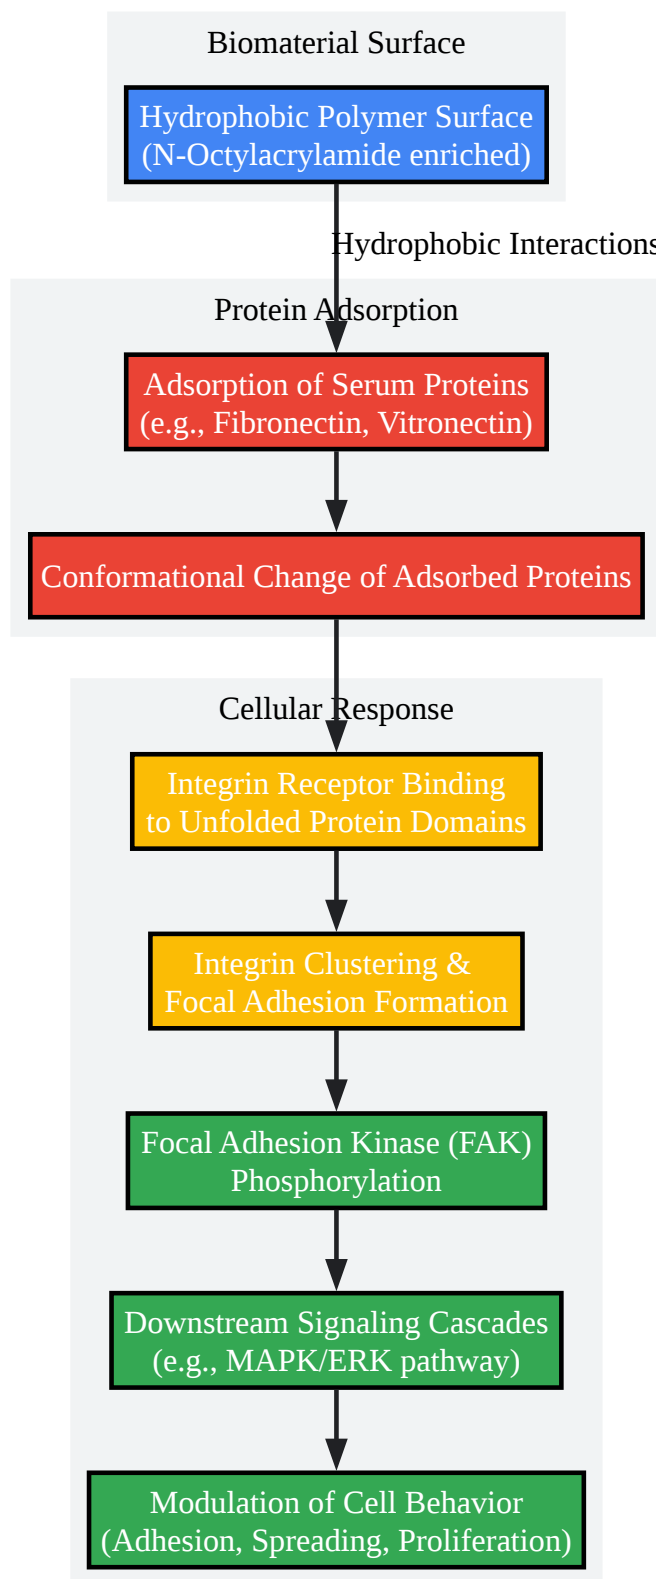 Biomaterial Surface
Hydrophobic Polymer Surface
(N-Octylacrylamide enriched)
Hydrophobic Interactions
Protein Adsorption
Adsorption of Serum Proteins
(e.g., Fibronectin, Vitronectin)
Conformational Change of Adsorbed Proteins
Cellular Response
Integrin Receptor Binding
to Unfolded Protein Domains
Integrin Clustering &
Focal Adhesion Formation
Focal Adhesion Kinase (FAK)
Phosphorylation
Downstream Signaling Cascades
(e.g., MAPK/ERK pathway)
Modulation of Cell Behavior
(Adhesion, Spreading, Proliferation)